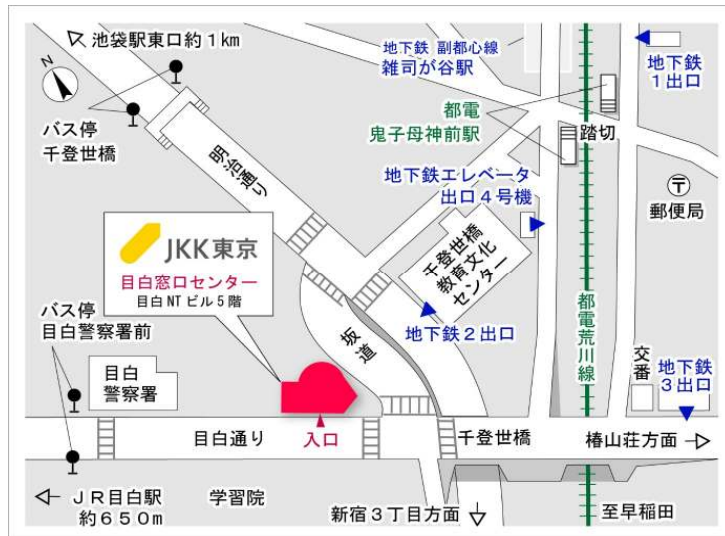 池袋駅東口約1km
N
バス停
千登世橋
明治通り
地下鉄 副都心線
雑司が谷駅
地下鉄
1出口
都電
鬼子母神前駅
踏切
地下鉄エレベータ
出口4号機
〒
郵便局
JKK東京
目白窓口センター
目白NTビル5階
千登世橋
教育文化
センター
地下鉄2出口
都電荒川線
バス停
目白警察署前
坂道
目白
警察署
交番
地下鉄
3出口
目白通り
入口
千登世橋
椿山荘方面
JR目白駅
約650m
学習院
新宿3丁目方面
至早稲田